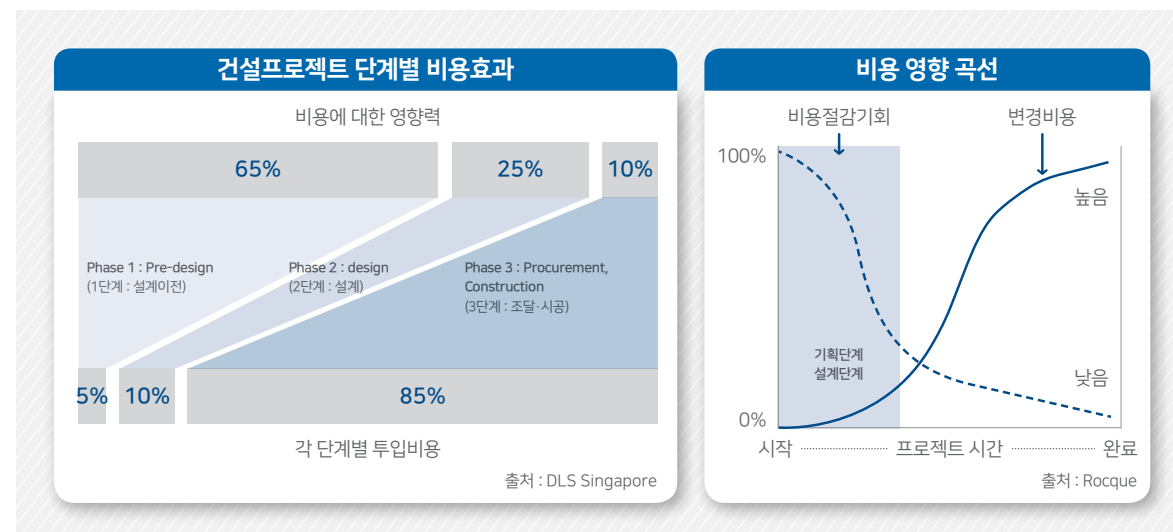 건설프로젝트 단계별 비용효과
비용에 대한 영향력
65% 25% 10%
Phase 1 : Pre-design
(1단계 : 설계이전)
Phase 2 : design
(2단계 : 설계)
Phase 3 : Procurement,
Construction
(3단계 : 조달·시공)
5% 10% 85%
각 단계별 투입비용
출처 : DLS Singapore
비용 영향 곡선
비용절감기회 변경비용
100%
높음
기획단계
설계단계
낮음
0%
시작 프로젝트 시간 완료
출처 : Rocque